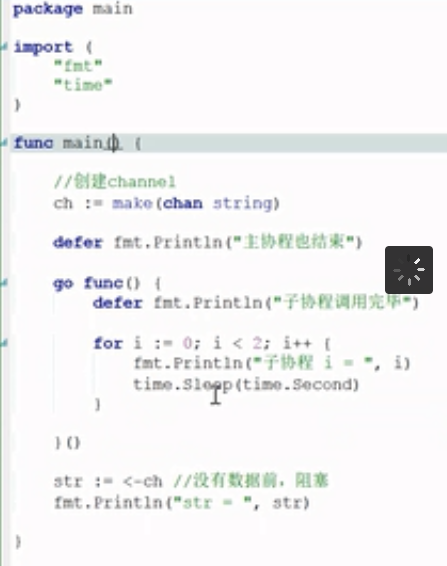 package main
import (
"fmt"
"time"
)
func main() {
//创建channel
ch := make(chan string)
defer fmt.Println("主协程也结束")
go func() {
defer fmt.Println("子协程调用完毕")
for i := 0; i < 2; i++ {
fmt.Println("子协程 i = ", i)
time.Sleep(time.Second)
}
}()
str := <-ch //没有数据前，阻塞
fmt.Println("str = ", str)
}